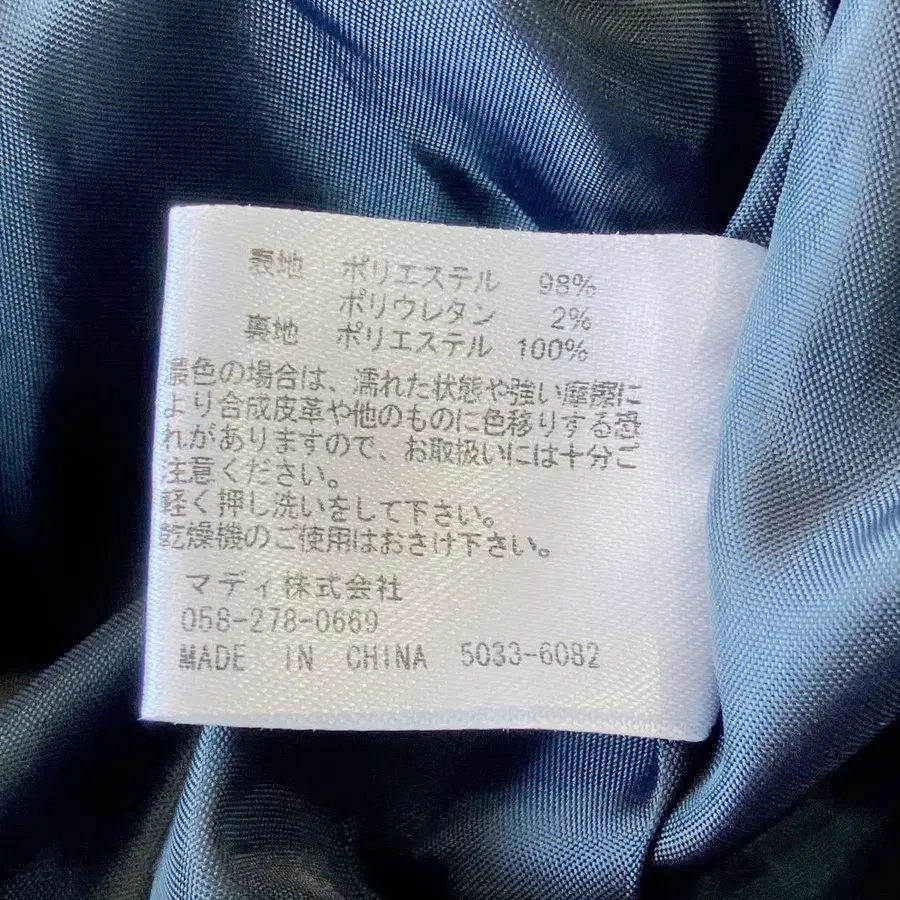 表地 ポリエステル 98%
ポリウレタン 2%
裏地 ポリエステル 100%
濃色の場合は、濡れた状態や強い摩擦に
より合成皮革や他のものに色移りする恐
れがありますので、お取扱いには十分ご
注意ください。
軽く押し洗いをして下さい。
乾燥機のご使用はおさけ下さい。
マディ株式会社
058-278-0669
MADE IN CHINA 5033-6082